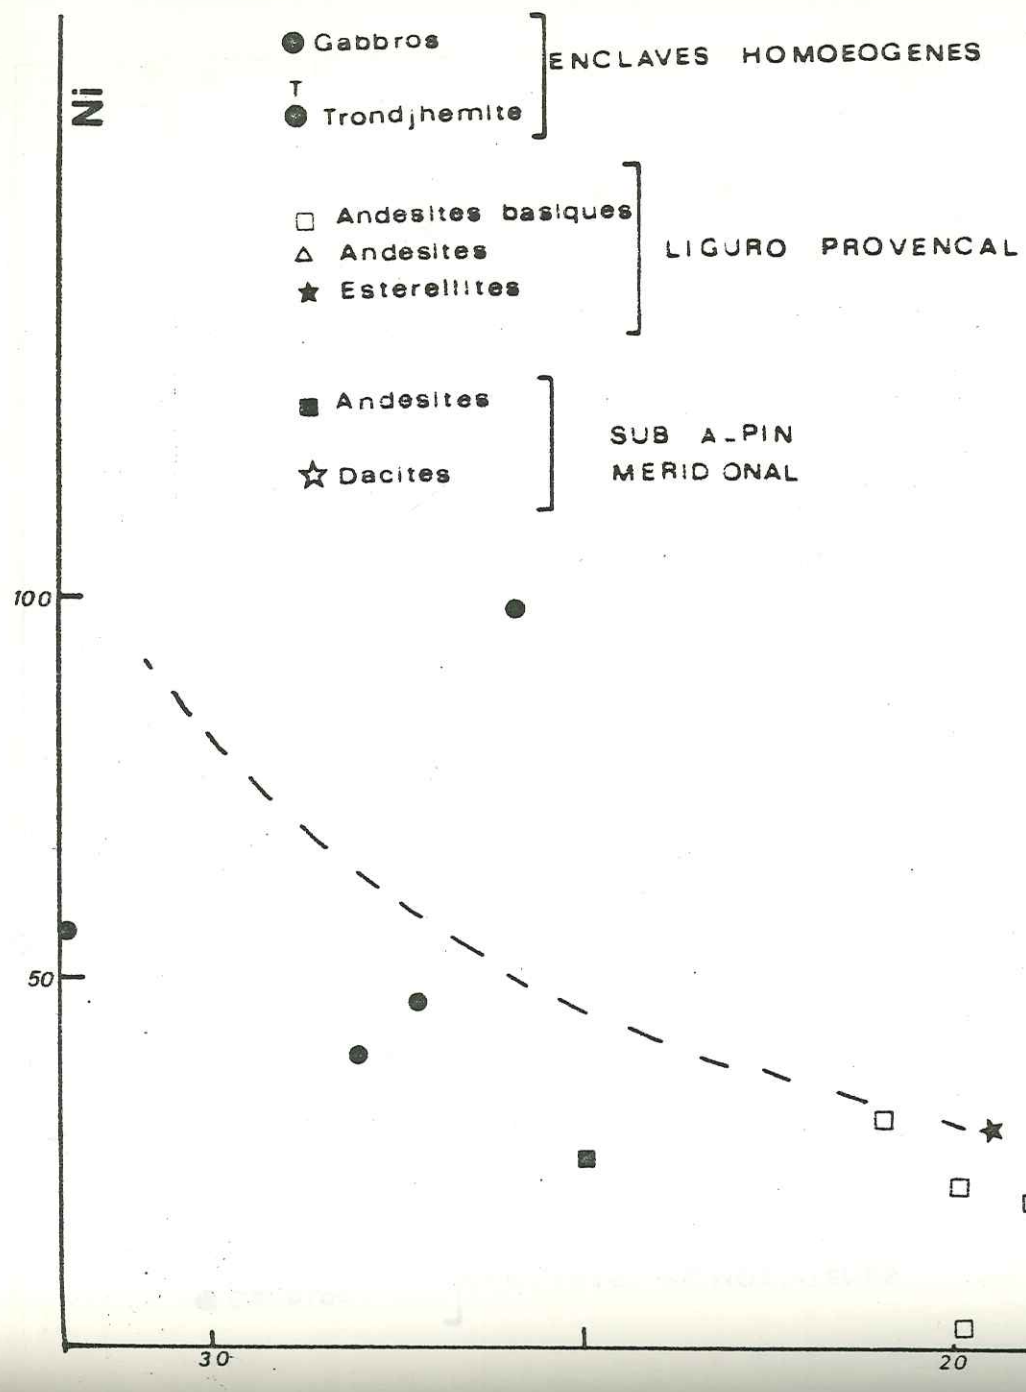 Gabbros
ENCLAVES HOMOEOGENES
Ni
T
Trondjhemite
Andesites basiques
Andesites
LIGURO PROVENCAL
Esterellites
Andesites
SUB A-PIN
MERID ONAL
Dacites
100
50
30
20